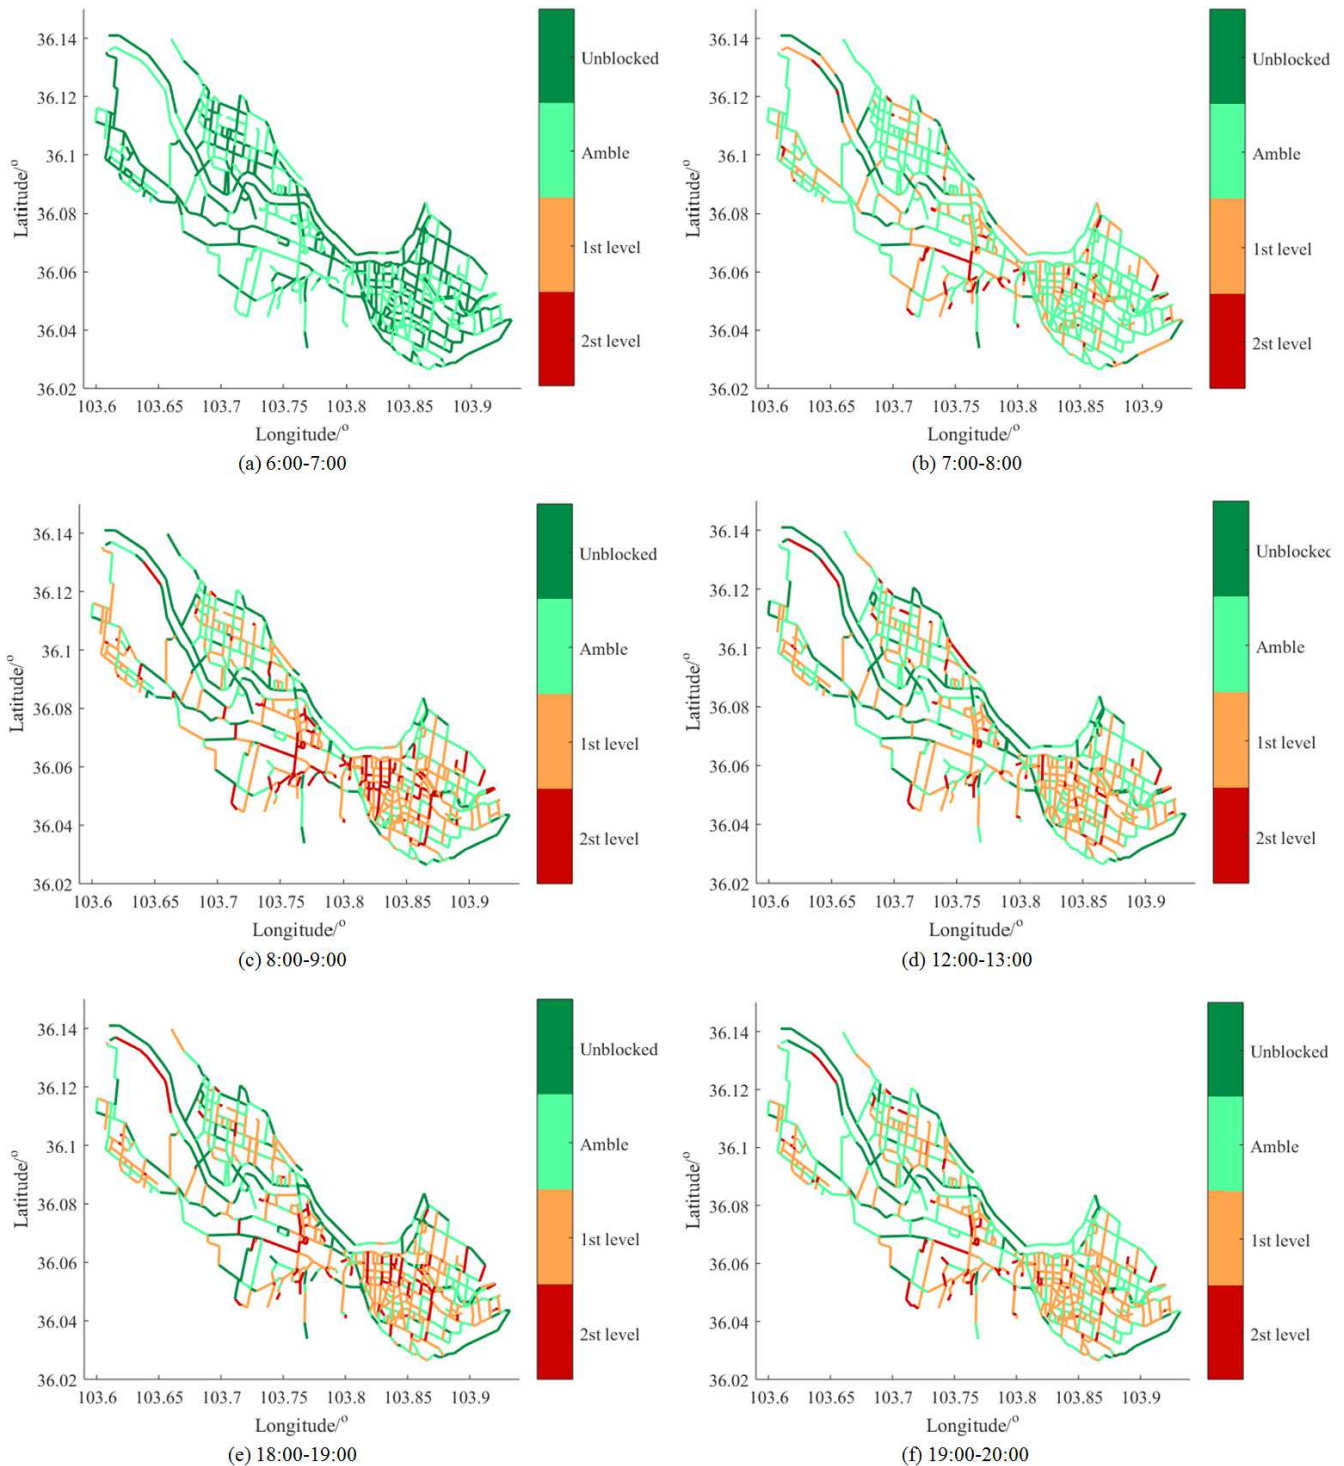 36.14
36.12
36.1
36.08
36.06
36.04
36.02
Latitude/o
103.6 103.65 103.7 103.75 103.8 103.85 103.9
Longitude/o
Unblocked
Amble
1st level
2st level
(a) 6:00-7:00
36.14
36.12
36.1
36.08
36.06
36.04
36.02
Latitude/o
103.6 103.65 103.7 103.75 103.8 103.85 103.9
Longitude/o
Unblocked
Amble
1st level
2st level
(b) 7:00-8:00
36.14
36.12
36.1
36.08
36.06
36.04
36.02
Latitude/o
103.6 103.65 103.7 103.75 103.8 103.85 103.9
Longitude/o
Unblocked
Amble
1st level
2st level
(c) 8:00-9:00
36.14
36.12
36.1
36.08
36.06
36.04
36.02
Latitude/o
103.6 103.65 103.7 103.75 103.8 103.85 103.9
Longitude/o
Unblocked
Amble
1st level
2st level
(d) 12:00-13:00
36.14
36.12
36.1
36.08
36.06
36.04
36.02
Latitude/o
103.6 103.65 103.7 103.75 103.8 103.85 103.9
Longitude/o
Unblocked
Amble
1st level
2st level
(e) 18:00-19:00
36.14
36.12
36.1
36.08
36.06
36.04
36.02
Latitude/o
103.6 103.65 103.7 103.75 103.8 103.85 103.9
Longitude/o
Unblocked
Amble
1st level
2st level
(f) 19:00-20:00